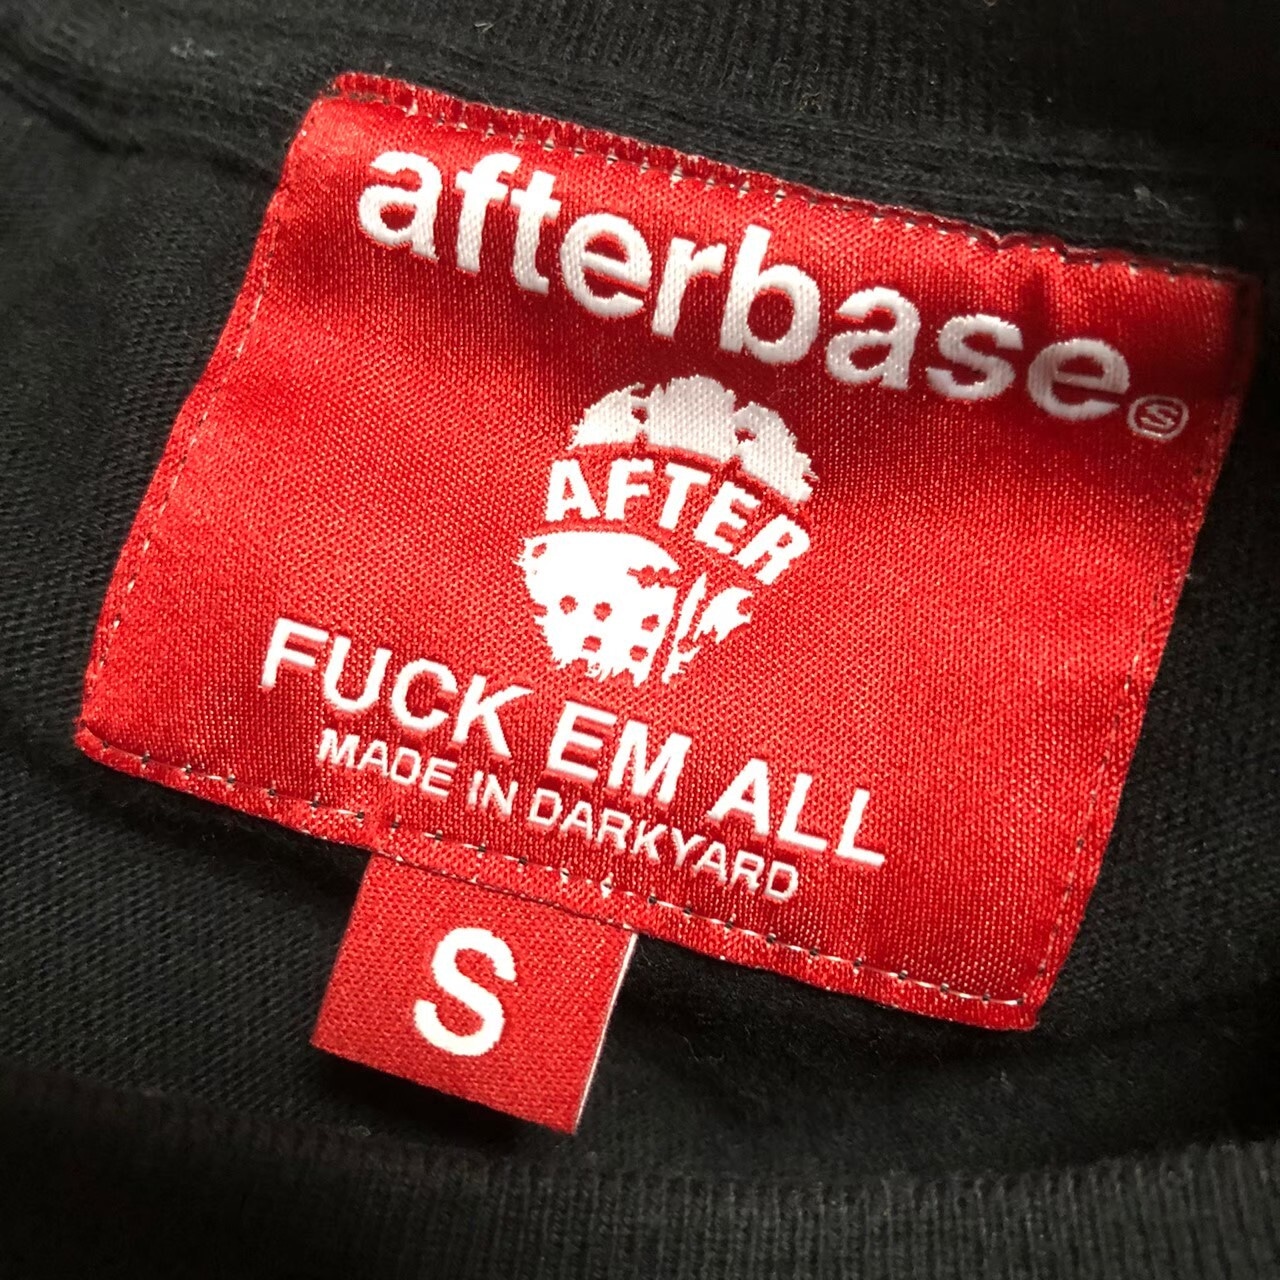 afterbase Ⓢ
AFTER
FUCK EM ALL
MADE IN DARKYARD
S